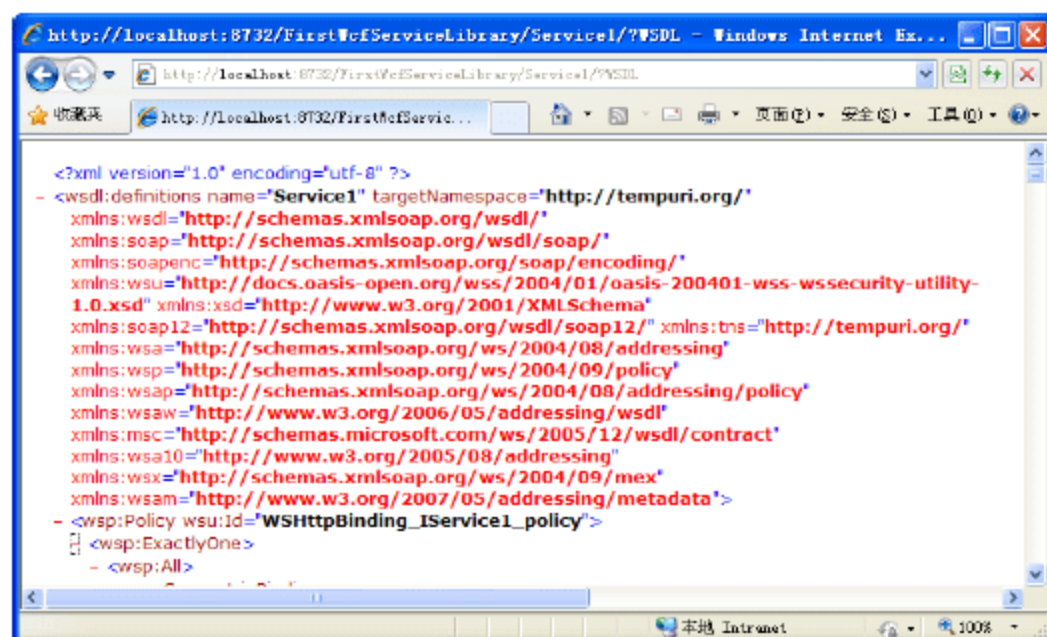 http://localhost:8732/FirstWcfServiceLibrary/Service1/?WSDL - Windows Internet Ex...
http://localhost:8732/FirstWcfServiceLibrary/Service1/?WSDL
收藏夹 http://localhost:8732/FirstWcfServic... 页面(P) 安全(S) 工具(O)
<?xml version="1.0" encoding="utf-8" ?>
- <wsdl:definitions name="Service1" targetNamespace="http://tempuri.org/"
xmlns:wsdl="http://schemas.xmlsoap.org/wsdl/"
xmlns:soap="http://schemas.xmlsoap.org/wsdl/soap/"
xmlns:soapenc="http://schemas.xmlsoap.org/soap/encoding/"
xmlns:wsu="http://docs.oasis-open.org/wss/2004/01/oasis-200401-wss-wssecurity-utility-
1.0.xsd" xmlns:xsd="http://www.w3.org/2001/XMLSchema"
xmlns:soap12="http://schemas.xmlsoap.org/wsdl/soap12/" xmlns:tns="http://tempuri.org/"
xmlns:wsa="http://schemas.xmlsoap.org/ws/2004/08/addressing"
xmlns:wsp="http://schemas.xmlsoap.org/ws/2004/09/policy"
xmlns:wsap="http://schemas.xmlsoap.org/ws/2004/08/addressing/policy"
xmlns:wsaw="http://www.w3.org/2006/05/addressing/wsdl"
xmlns:msc="http://schemas.microsoft.com/ws/2005/12/wsdl/contract"
xmlns:wsa10="http://www.w3.org/2005/08/addressing"
xmlns:wsx="http://schemas.xmlsoap.org/ws/2004/09/mex"
xmlns:wsam="http://www.w3.org/2007/05/addressing/metadata">
- <wsp:Policy wsu:Id="WSHttpBinding_IService1_policy">
- <wsp:ExactlyOne>
- <wsp:All>
本地 Intranet 100%